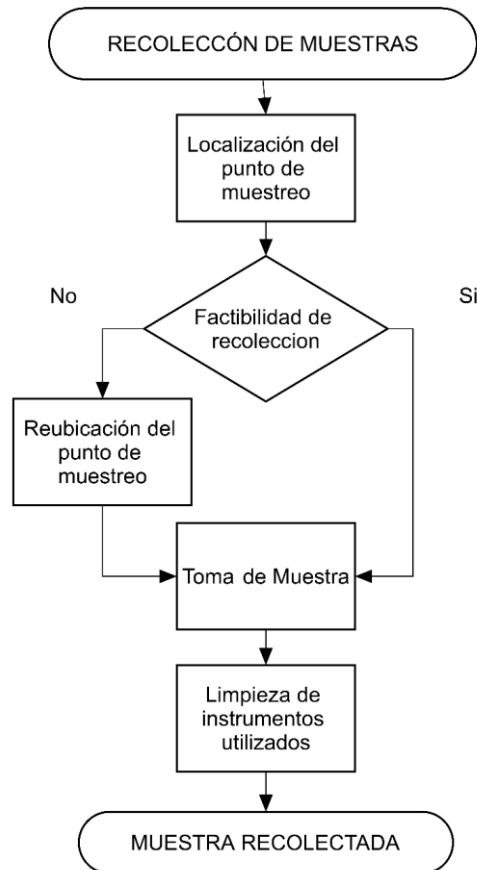 RECOLECCÓN DE MUESTRAS
Localización del
punto de
muestreo
No
Si
Factibilidad de
recoleccion
Reubicación del
punto de
muestreo
Toma de Muestra
Limpieza de
instrumentos
utilizados
MUESTRA RECOLECTADA